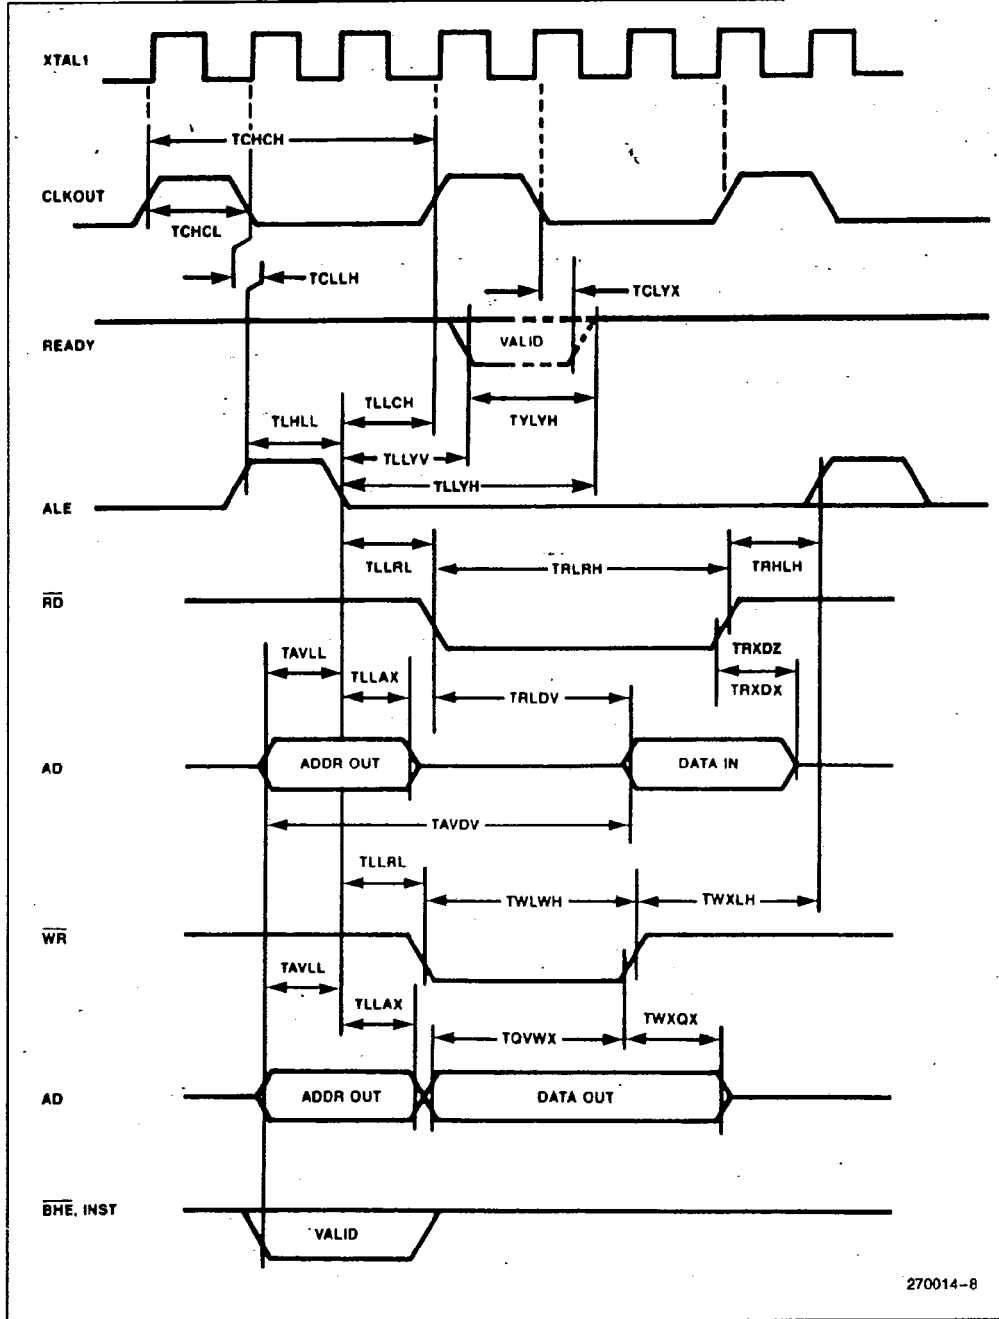 XTAL1
TCHCH
CLKOUT
TCHCL
TCLLH
TCLYX
READY
VALID
TLLCH
TYLYH
TLHLL
TLLYV
TLLYH
ALE
TLLRL
TRLRH
TRHLH
RD
TAVLL
TRXDZ
TLLAX
TRLDV
TRXDX
AD
ADDR OUT
DATA IN
TAVDV
TLLRL
TWLWH
TWXLH
WR
TAVLL
TLLAX
TWXQX
TQVWX
AD
ADDR OUT
DATA OUT
BHE, INST
VALID
270014-8